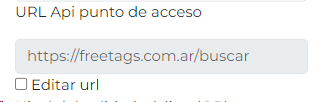 URL Api punto de acceso
https://freetags.com.ar/buscar
Editar url